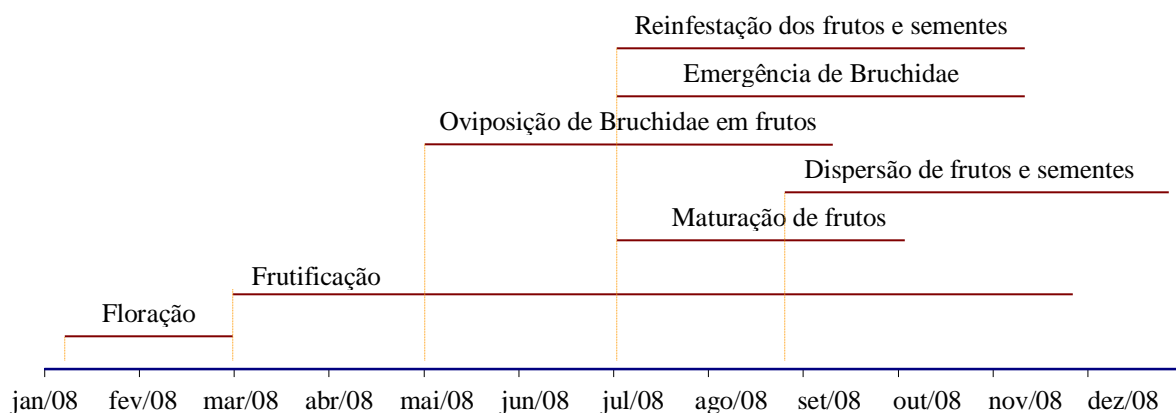 Reinfestação dos frutos e sementes
Emergência de Bruchidae
Oviposição de Bruchidae em frutos
Dispersão de frutos e sementes
Maturação de frutos
Frutificação
Floração
jan/08 fev/08 mar/08 abr/08 mai/08 jun/08 jul/08 ago/08 set/08 out/08 nov/08 dez/08